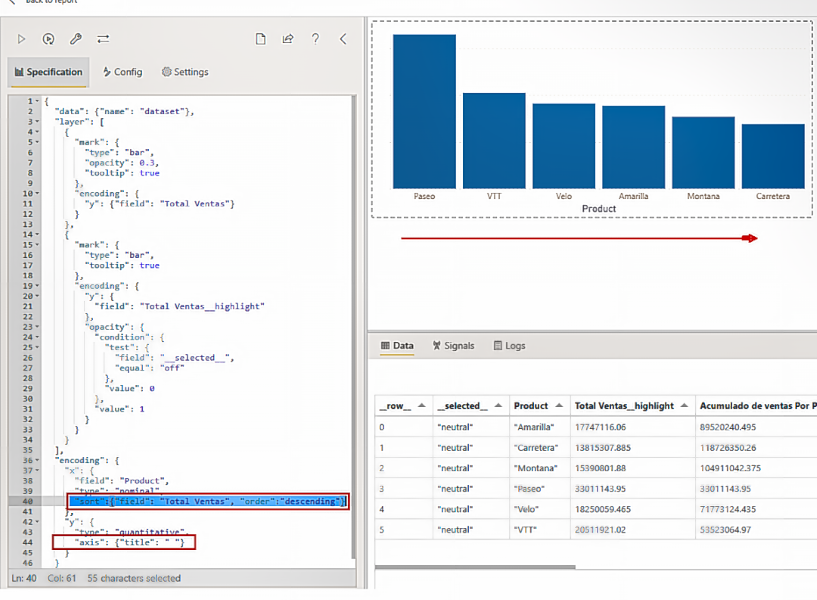 Back to report
Specification
Config
Settings
1 {
2 "data": {"name": "dataset"},
3 "layer": [
4 {
5 "mark": {
6 "type": "bar",
7 "opacity": 0.3,
8 "tooltip": true
9 },
10 "encoding": {
11 "y": {"field": "Total Ventas"}
12 }
13 },
14 {
15 "mark": {
16 "type": "bar",
17 "tooltip": true
18 },
19 "encoding": {
20 "y": {
21 "field": "Total Ventas__highlight"
22 },
23 "opacity": {
24 "condition": {
25 "test": {
26 "field": "__selected__",
27 "equal": "off"
28 },
29 "value": 0
30 },
31 "value": 1
32 }
33 }
34 }
35 ],
36 "encoding": {
37 "x": {
38 "field": "Product",
39 "type": "nominal",
40 "sort":{"field": "Total Ventas", "order":"descending"}
41 },
42 "y": {
43 "type": "quantitative",
44 "axis": {"title": " "}
45 }
46 }
Ln: 40 Col: 61 55 characters selected
Paseo VTT Velo Amarilla Montana Carretera
Product
Data Signals Logs
__row__ __selected__ Product Total Ventas__highlight Acumulado de ventas Por P
0 "neutral" "Amarilla" 17747116.06 89520240.495
1 "neutral" "Carretera" 13815307.885 118726350.26
2 "neutral" "Montana" 15390801.88 104911042.375
3 "neutral" "Paseo" 33011143.95 33011143.95
4 "neutral" "Velo" 18250059.465 71773124.435
5 "neutral" "VTT" 20511921.02 53523064.97